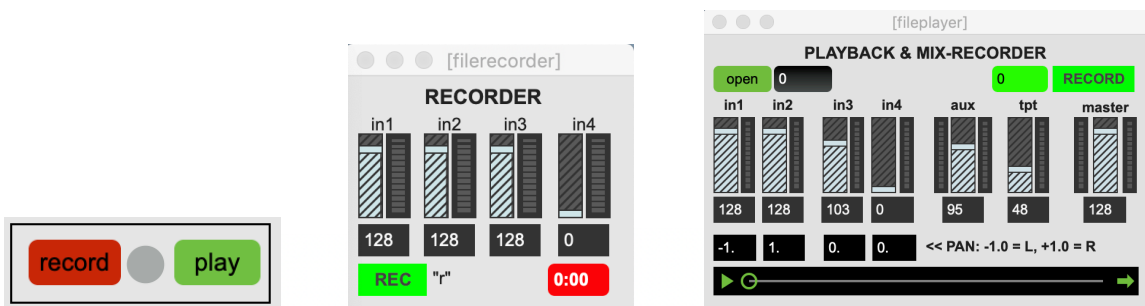 record play
[filerecorder]
RECORDER
in1 in2 in3 in4
128 128 128 0
REC "r" 0:00
[fileplayer]
PLAYBACK & MIX-RECORDER
open 0 0 RECORD
in1 in2 in3 in4 aux tpt master
128 128 103 0 95 48 128
-1. 1. 0. 0. << PAN: -1.0 = L, +1.0 = R